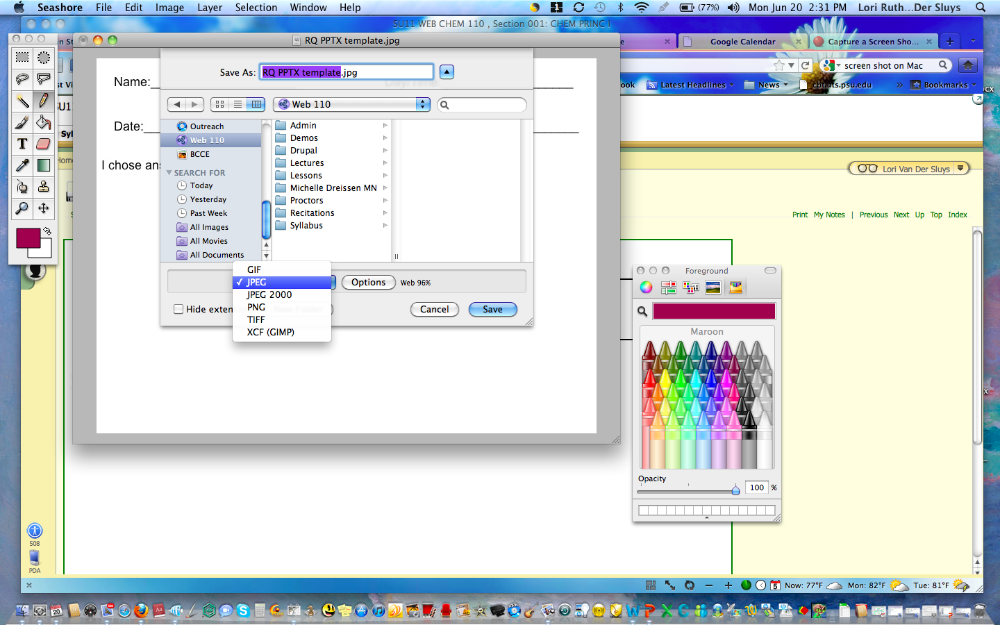 Seashore File Edit Image Layer Selection Window Help
(77%) Mon Jun 20 2:31 PM Lori Ruth...Der Sluys
SU11 WEB CHEM 110 , Section 001: CHEM PRINC I
RQ PPTX template.jpg
Google Calendar
Capture a Screen Sho...
screen shot on Mac
Latest Headlines
News
cbt.uts.psu.edu
Bookmarks
Save As: RQ PPTX template.jpg
Name:
Day/Time:
Web 110
Date:
I chose ans
Outreach
Web 110
BCCE
SEARCH FOR
Today
Yesterday
Past Week
All Images
All Movies
All Documents
Admin
Demos
Drupal
Lectures
Lessons
Michelle Dreissen MN
Proctors
Recitations
Syllabus
GIF
✓ JPEG
JPEG 2000
PNG
TIFF
XCF (GIMP)
Options
Web 96%
Hide exten
Cancel
Save
Home
Lori Van Der Sluys
Print My Notes | Previous Next Up Top Index
Foreground
Maroon
Opacity
100 %
508
PDA
Now: 77°F Mon: 82°F Tue: 81°F